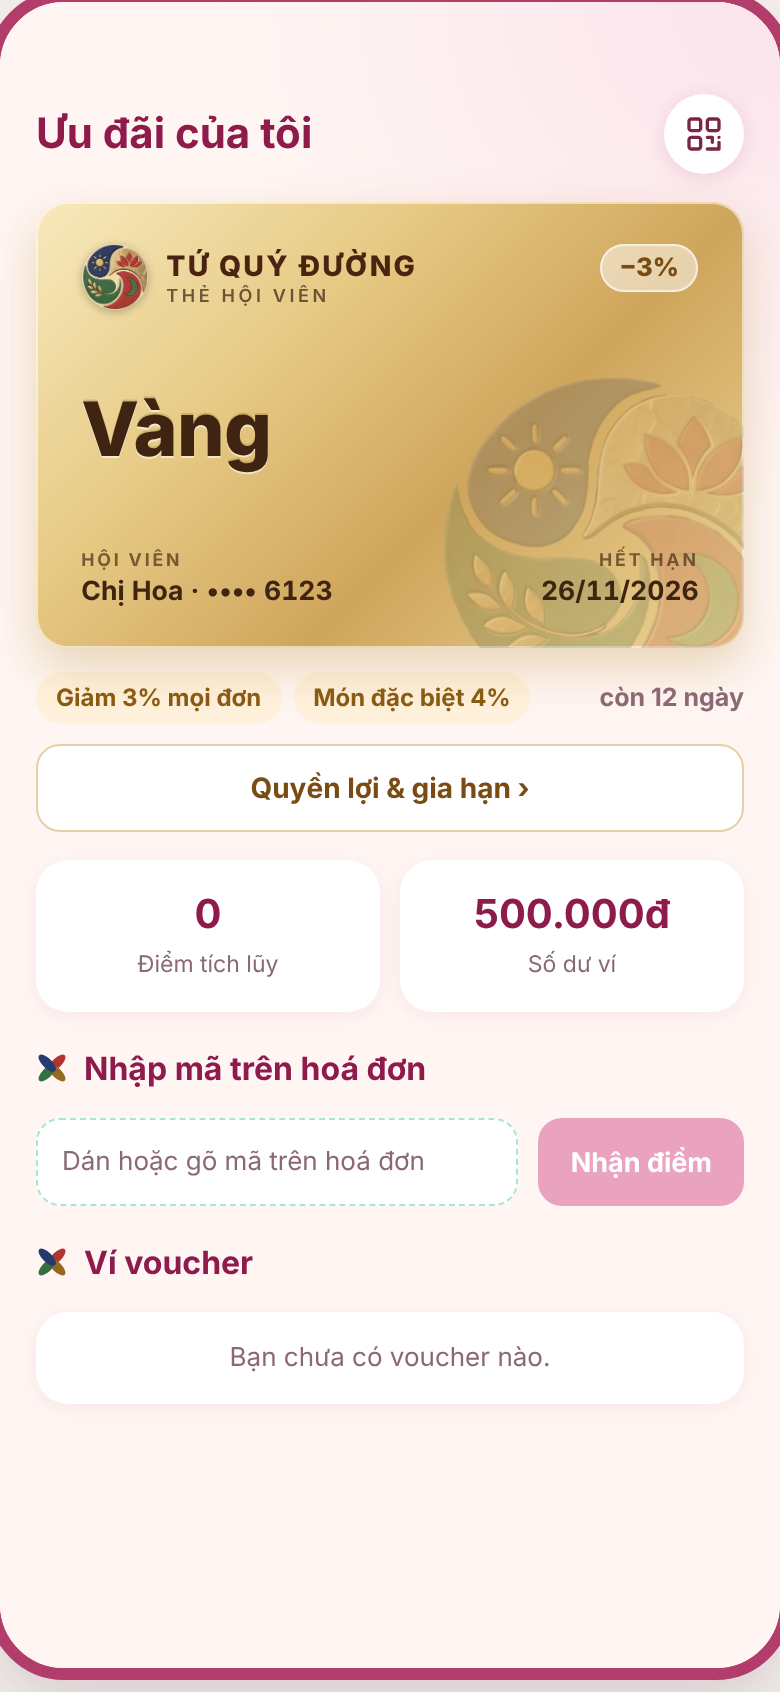 Ưu đãi của tôi
TỨ QUÝ ĐƯỜNG
THẺ HỘI VIÊN
−3%
Vàng
HỘI VIÊN
Chị Hoa · •••• 6123
HẾT HẠN
26/11/2026
Giảm 3% mọi đơn
Món đặc biệt 4%
còn 12 ngày
Quyền lợi & gia hạn ›
0
Điểm tích lũy
500.000đ
Số dư ví
Nhập mã trên hoá đơn
Dán hoặc gõ mã trên hoá đơn
Nhận điểm
Ví voucher
Bạn chưa có voucher nào.